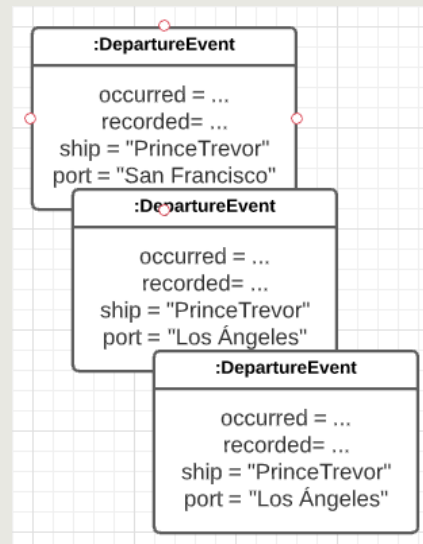 :DepartureEvent
occurred = ...
recorded= ...
ship = "PrinceTrevor"
port = "San Francisco"
:DepartureEvent
occurred = ...
recorded= ...
ship = "PrinceTrevor"
port = "Los Ángeles"
:DepartureEvent
occurred = ...
recorded= ...
ship = "PrinceTrevor"
port = "Los Ángeles"